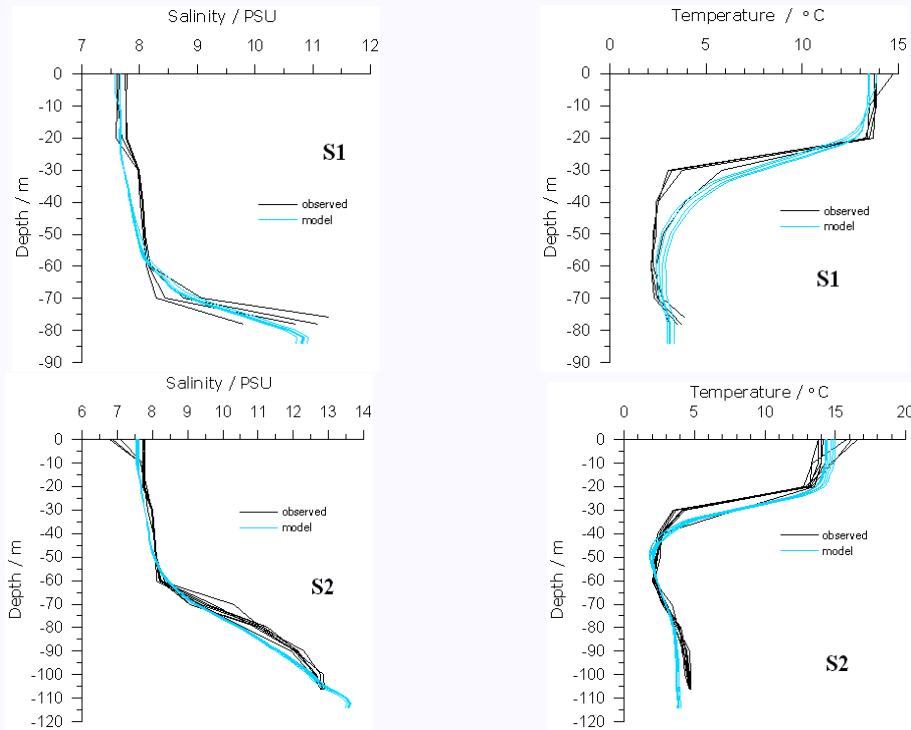 Salinity / PSU
7 8 9 10 11 12
0
-10
-20
-30
-40
-50
-60
-70
-80
-90
Depth / m
S1
observed
model
Temperature / °C
0 5 10 15
0
-10
-20
-30
-40
-50
-60
-70
-80
-90
Depth / m
observed
model
S1
Salinity / PSU
6 7 8 9 10 11 12 13 14
0
-10
-20
-30
-40
-50
-60
-70
-80
-90
-100
-110
-120
Depth / m
observed
model
S2
Temperature / °C
0 5 10 15 20
0
-10
-20
-30
-40
-50
-60
-70
-80
-90
-100
-110
-120
Depth / m
observed
model
S2